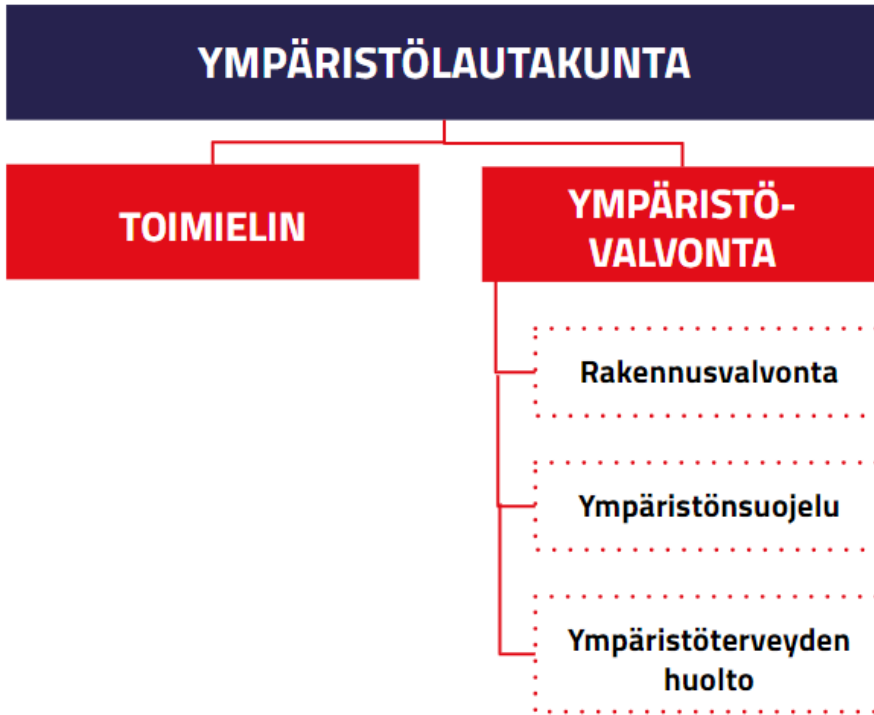 YMPÄRISTÖLAUTAKUNTA
TOIMIELIN
YMPÄRISTÖ-
VALVONTA
Rakennusvalvonta
Ympäristönsuojelu
Ympäristöterveyden
huolto